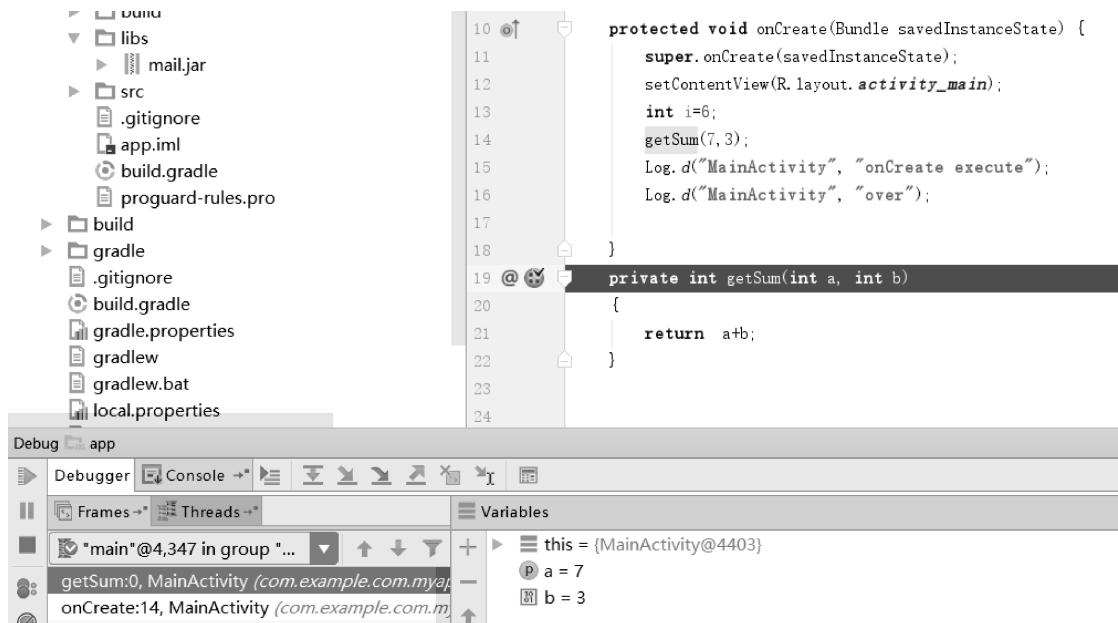 build
libs
mail.jar
src
.gitignore
app.iml
build.gradle
proguard-rules.pro
build
gradle
.gitignore
build.gradle
gradle.properties
gradlew
gradlew.bat
local.properties
10 protected void onCreate(Bundle savedInstanceState) {
11 super.onCreate(savedInstanceState);
12 setContentView(R.layout.activity_main);
13 int i=6;
14 getSum(7,3);
15 Log.d("MainActivity", "onCreate execute");
16 Log.d("MainActivity", "over");
17
18 }
19 @ private int getSum(int a, int b)
20 {
21 return a+b;
22 }
23
24
Debug app
Debugger Console
Frames Threads
"main"@4,347 in group "...
getSum:0, MainActivity (com.example.com.myap
onCreate:14, MainActivity (com.example.com.m
Variables
this = {MainActivity@4403}
a = 7
b = 3